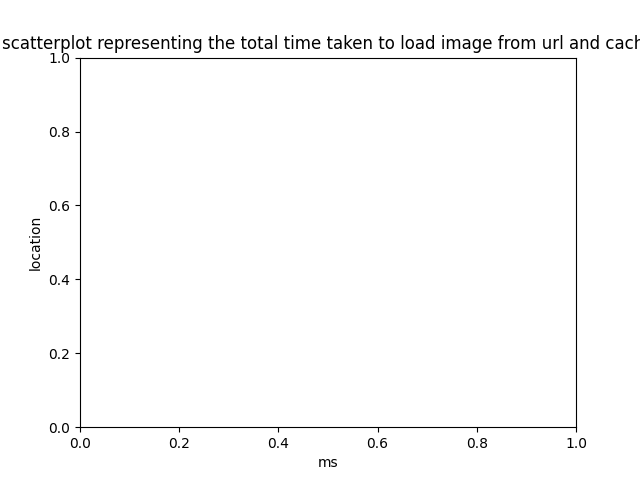 scatterplot representing the total time taken to load image from url and cach
1.0
0.8
0.6
0.4
0.2
0.0
location
0.0 0.2 0.4 0.6 0.8 1.0
ms